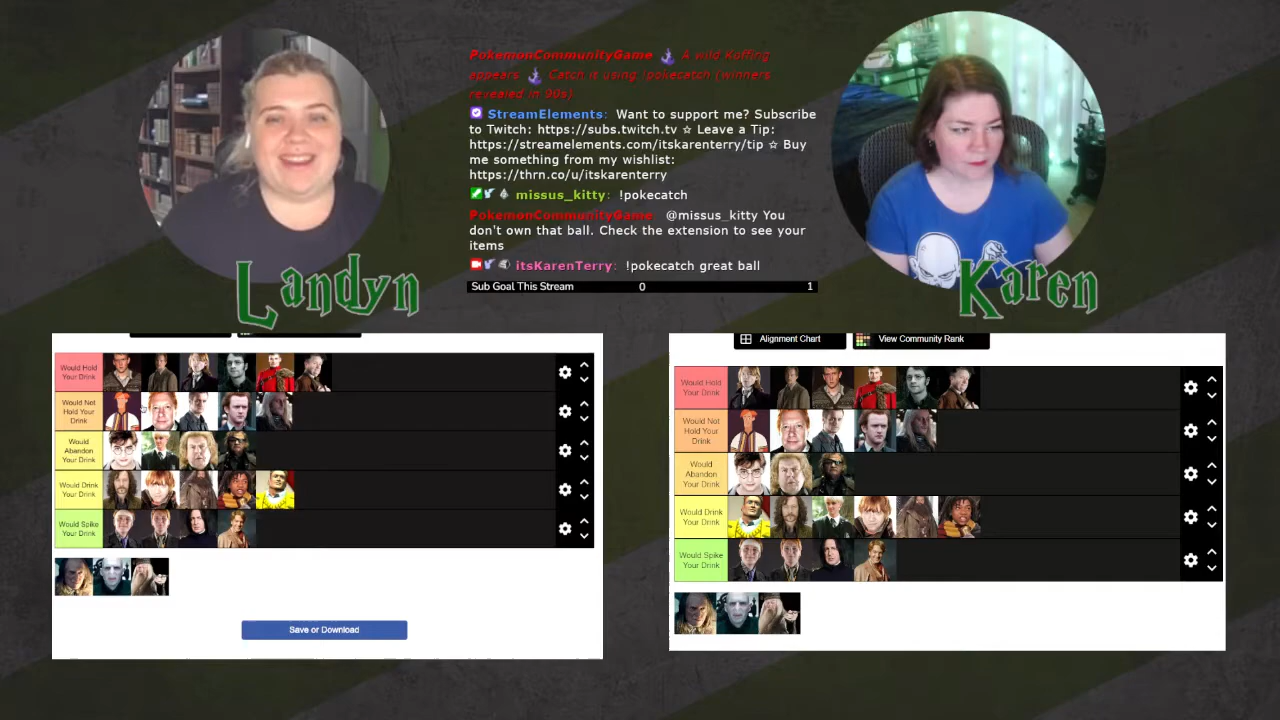 PokemonCommunityGame A wild Koffing
appears Catch it using !pokecatch (winners
revealed in 90s)
StreamElements: Want to support me? Subscribe
to Twitch: https://subs.twitch.tv ☆ Leave a Tip:
https://streamelements.com/itskarenterry/tip ☆ Buy
me something from my wishlist:
https://thrn.co/u/itskarenterry
missus_kitty: !pokecatch
PokemonCommunityGame @missus_kitty You
don't own that ball. Check the extension to see your
items
itsKarenTerry: !pokecatch great ball
Sub Goal This Stream 0 1
Landyn
Karen
Would Hold
Your Drink
Would Not
Hold Your
Drink
Would
Abandon
Your Drink
Would Drink
Your Drink
Would Spike
Your Drink
Save or Download
Alignment Chart View Community Rank
Would Hold
Your Drink
Would Not
Hold Your
Drink
Would
Abandon
Your Drink
Would Drink
Your Drink
Would Spike
Your Drink